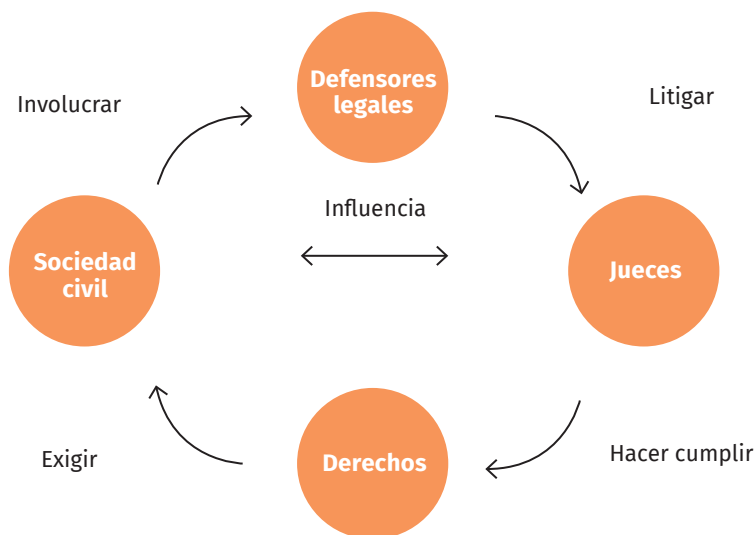 Defensores
legales
Involucrar
Litigar
Influencia
Sociedad
civil
Jueces
Exigir
Derechos
Hacer cumplir